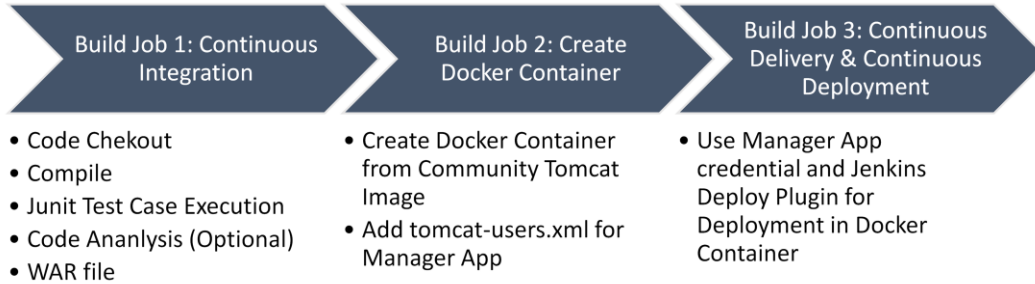 Build Job 1: Continuous
Integration
• Code Chekout
• Compile
• Junit Test Case Execution
• Code Ananlysis (Optional)
• WAR file
Build Job 2: Create
Docker Container
• Create Docker Container
from Community Tomcat
Image
• Add tomcat-users.xml for
Manager App
Build Job 3: Continuous
Delivery & Continuous
Deployment
• Use Manager App
credential and Jenkins
Deploy Plugin for
Deployment in Docker
Container